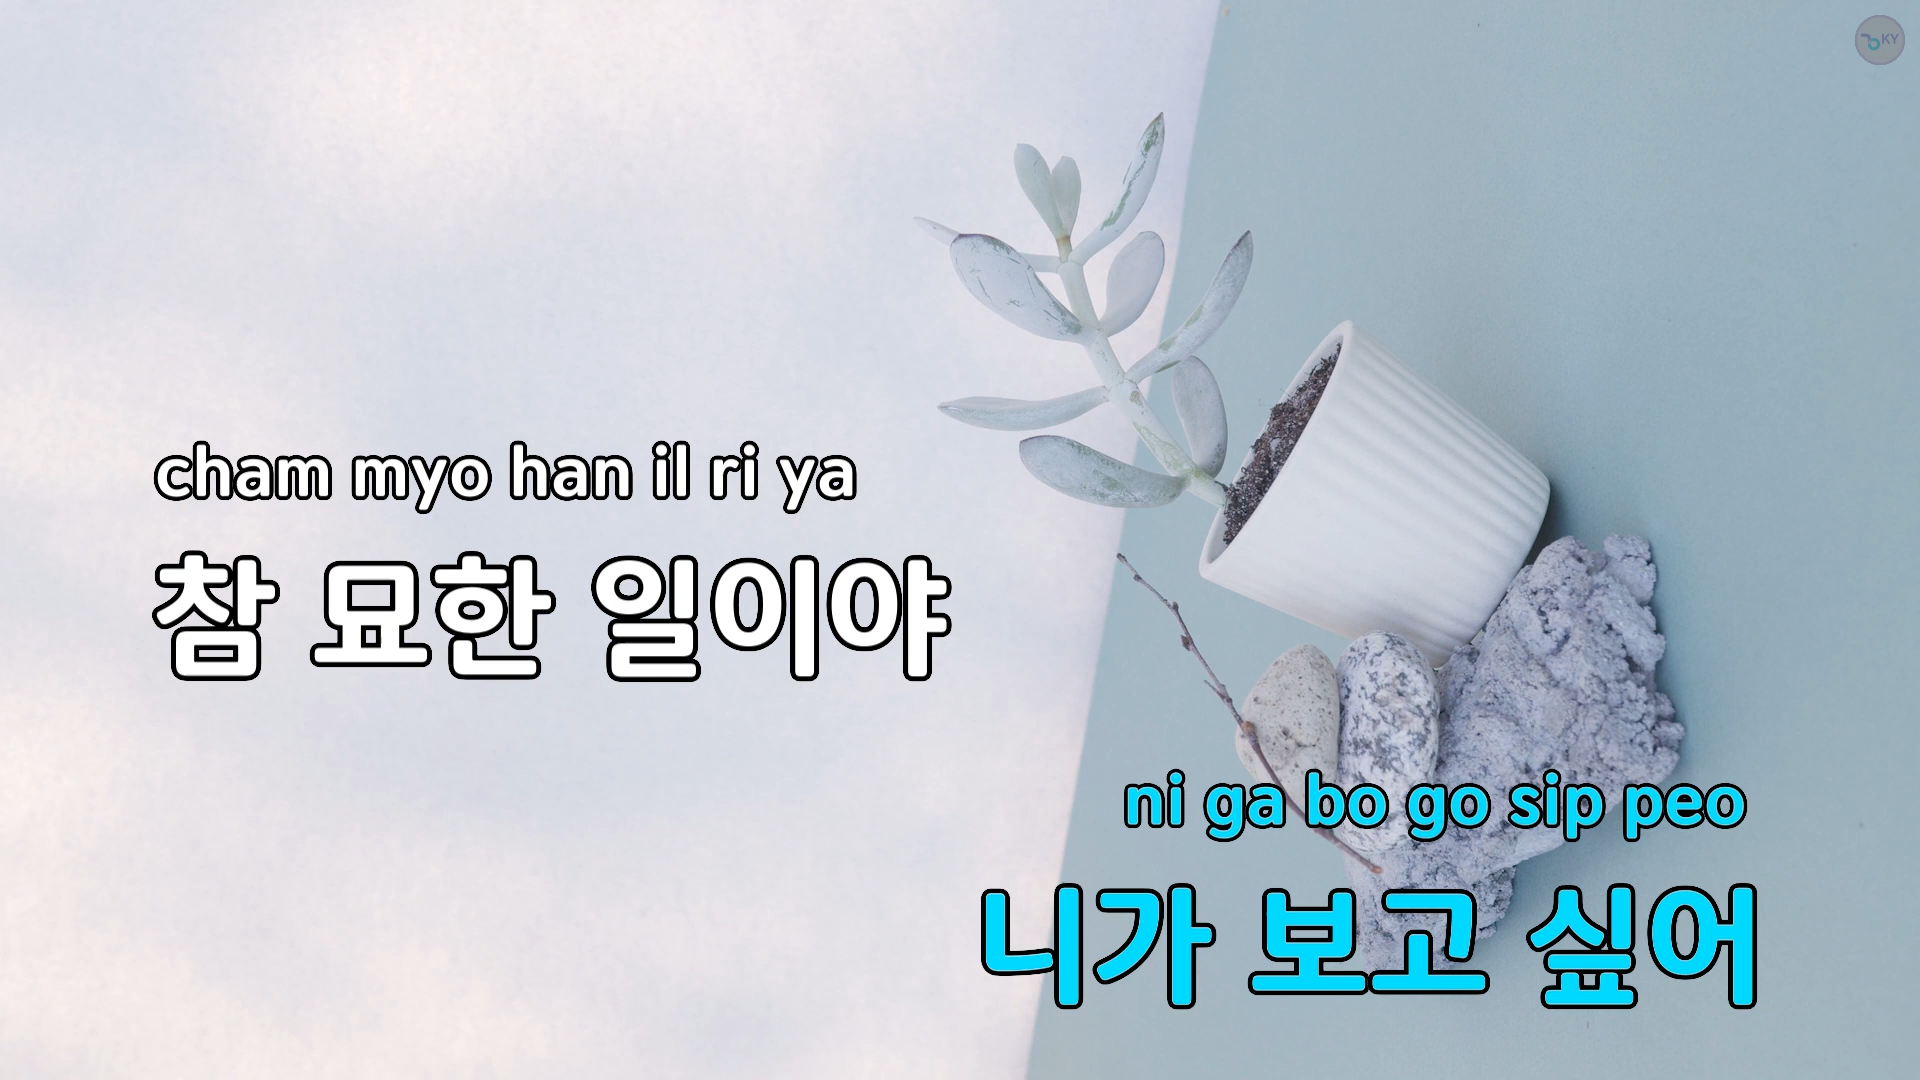 KY
cham myo han il ri ya
참 묘한 일이야
ni ga bo go sip peo
니가 보고 싶어